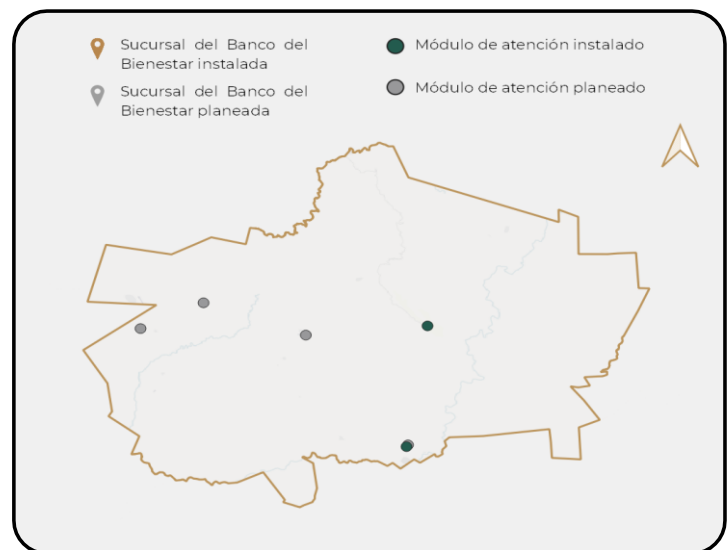 Sucursal del Banco del
Bienestar instalada
Sucursal del Banco del
Bienestar planeada
Módulo de atención instalado
Módulo de atención planeado